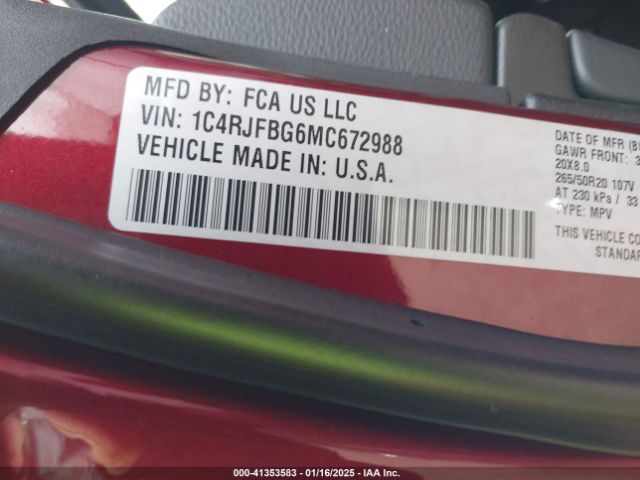 MFD BY: FCA US LLC
VIN: 1C4RJFBG6MC672988
VEHICLE MADE IN: U.S.A.
DATE OF MFR
GAWR FRONT:
20X8.0
265/50R20 107V
AT 230 kPa / 33
TYPE: MPV
THIS VEHICLE
STANDAR
000-41353583 / 01/16/2025 - IAA Inc.